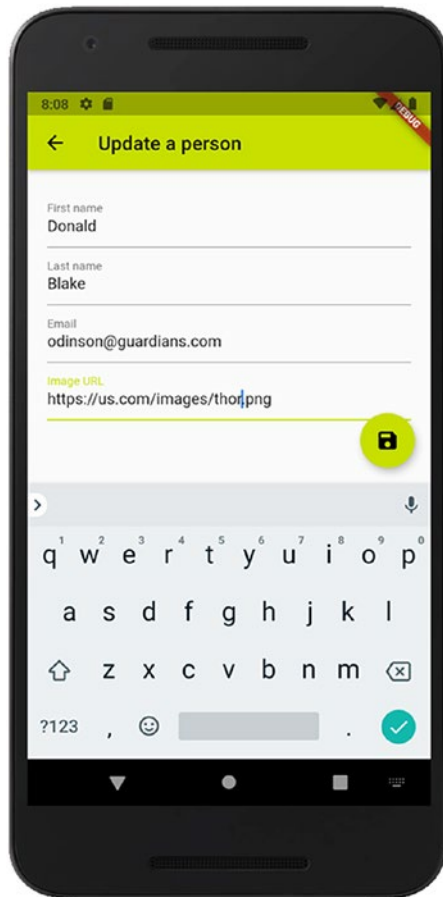 8:08
DEBUG
Update a person
First name
Donald
Last name
Blake
Email
odinson@guardians.com
Image URL
https://us.com/images/thor.png
1 2 3 4 5 6 7 8 9 0
q w e r t y u i o p
a s d f g h j k l
z x c v b n m
?123 , .